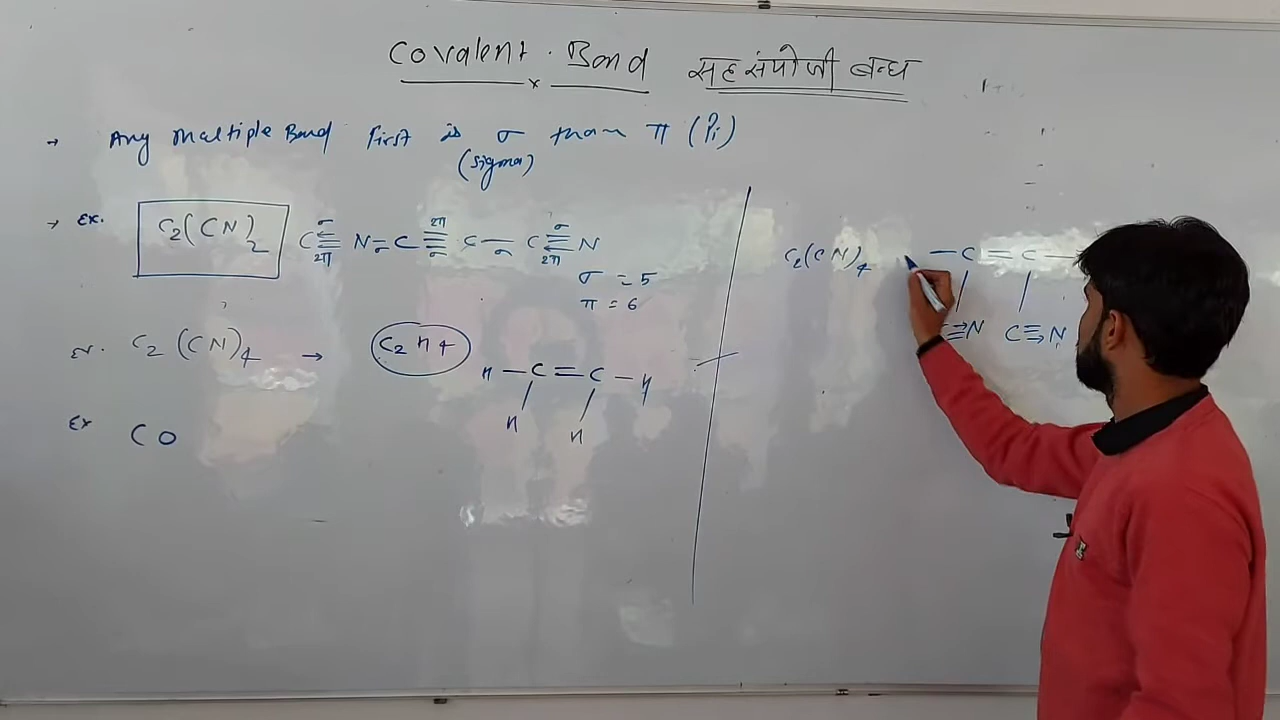 Covalent Bond सहसंयोजी बन्ध
→ Any multiple Bond First is σ than π (Pi)
(Sigma)
→ Ex. C₂(CN)₂ C≡N-C≡C-C≡N
σ 2π 2π σ σ σ 2π
σ = 5
π = 6
Ex. C₂(CN)₄ → C₂H₄
H-C=C-H
H H
Ex CO
C₂(CN)₄ -C=C-
C≡N C≡N